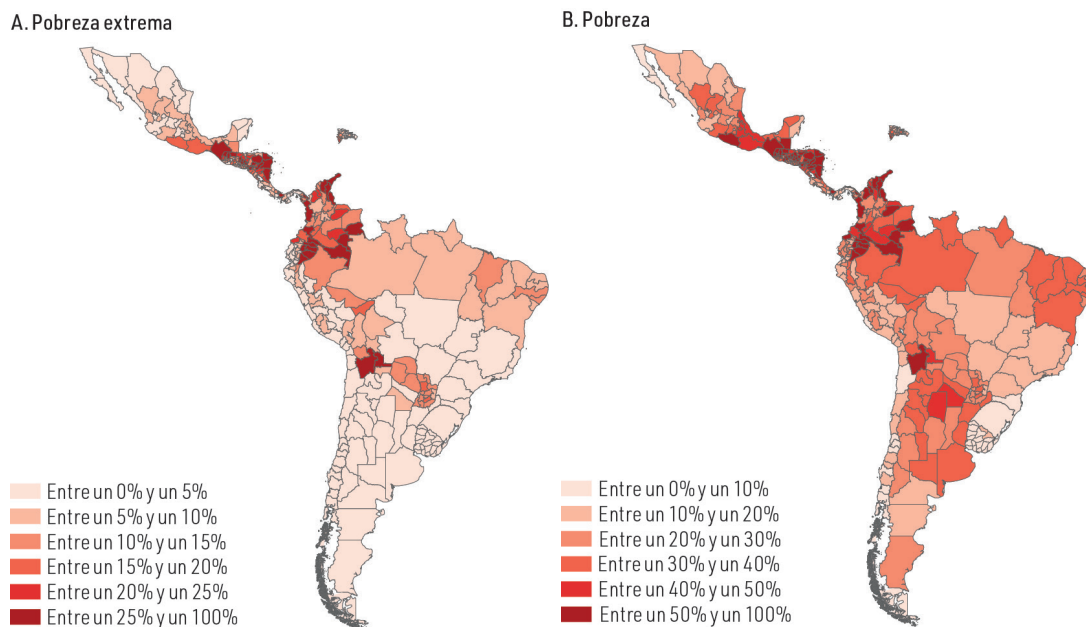 A. Pobreza extrema
Entre un 0% y un 5%
Entre un 5% y un 10%
Entre un 10% y un 15%
Entre un 15% y un 20%
Entre un 20% y un 25%
Entre un 25% y un 100%
B. Pobreza
Entre un 0% y un 10%
Entre un 10% y un 20%
Entre un 20% y un 30%
Entre un 30% y un 40%
Entre un 40% y un 50%
Entre un 50% y un 100%